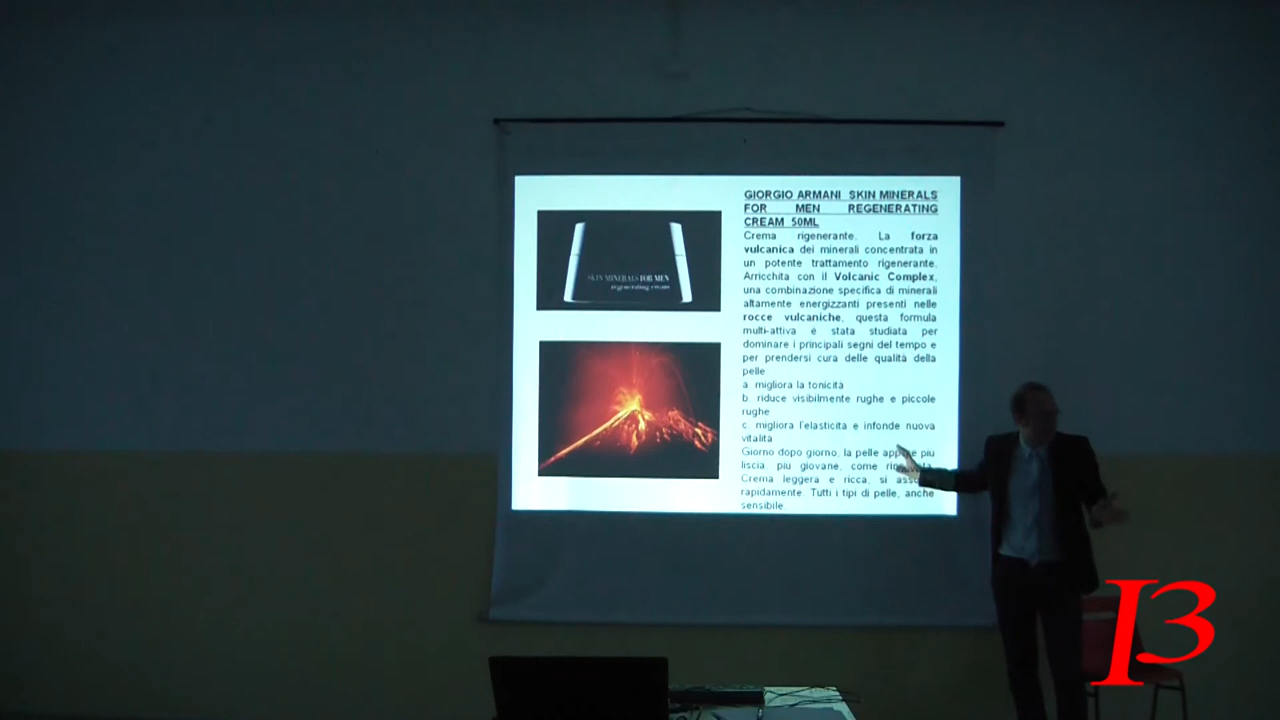 GIORGIO ARMANI SKIN MINERALS
FOR MEN REGENERATING
CREAM 50ML
Crema rigenerante. La forza
vulcanica dei minerali concentrata in
un potente trattamento rigenerante.
Arricchita con il Volcanic Complex,
una combinazione specifica di minerali
altamente energizzanti presenti nelle
rocce vulcaniche, questa formula
multi-attiva è stata studiata per
dominare i principali segni del tempo e
per prendersi cura delle qualità della
pelle
a. migliora la tonicità
b. riduce visibilmente rughe e piccole
rughe
c. migliora l'elasticità e infonde nuova
vitalità
Giorno dopo giorno, la pelle più
liscia, più giovane, come
Crema leggera e ricca, si
rapidamente. Tutti i tipi di pelle, anche
sensibile.
SKIN MINERALS FOR MEN
regenerating cream
13